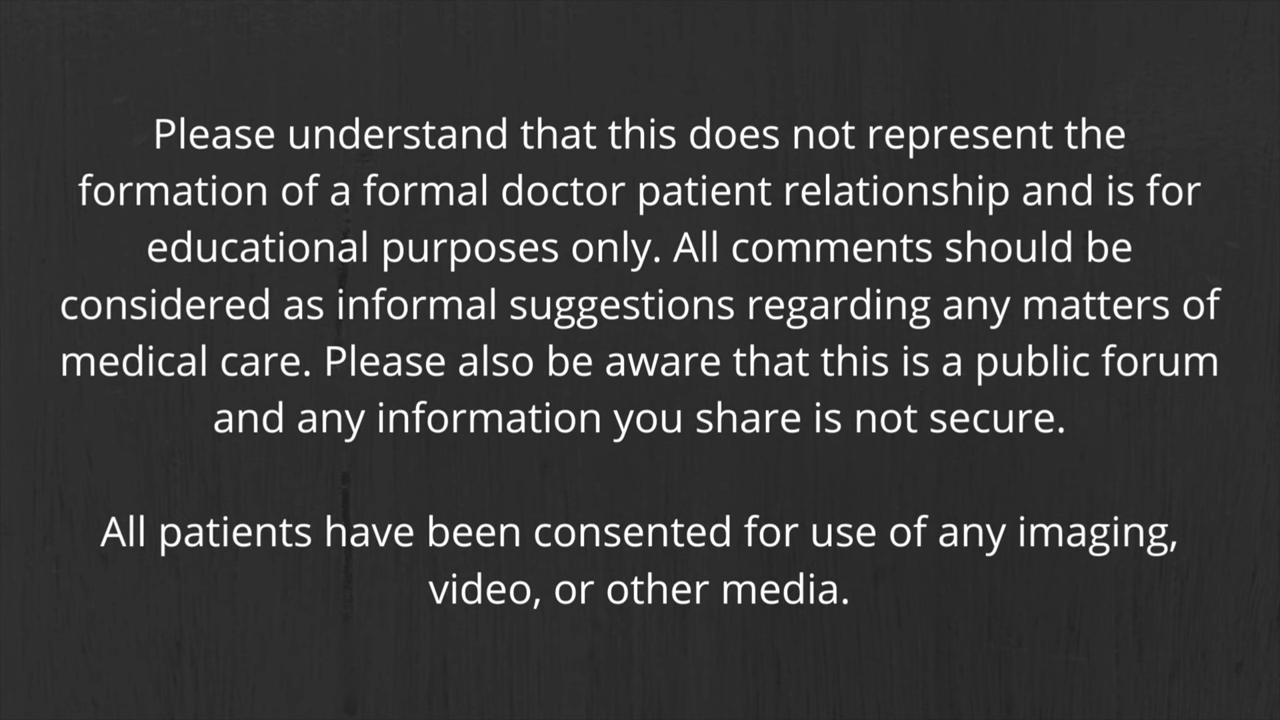 Please understand that this does not represent the
formation of a formal doctor patient relationship and is for
educational purposes only. All comments should be
considered as informal suggestions regarding any matters of
medical care. Please also be aware that this is a public forum
and any information you share is not secure.
All patients have been consented for use of any imaging,
video, or other media.